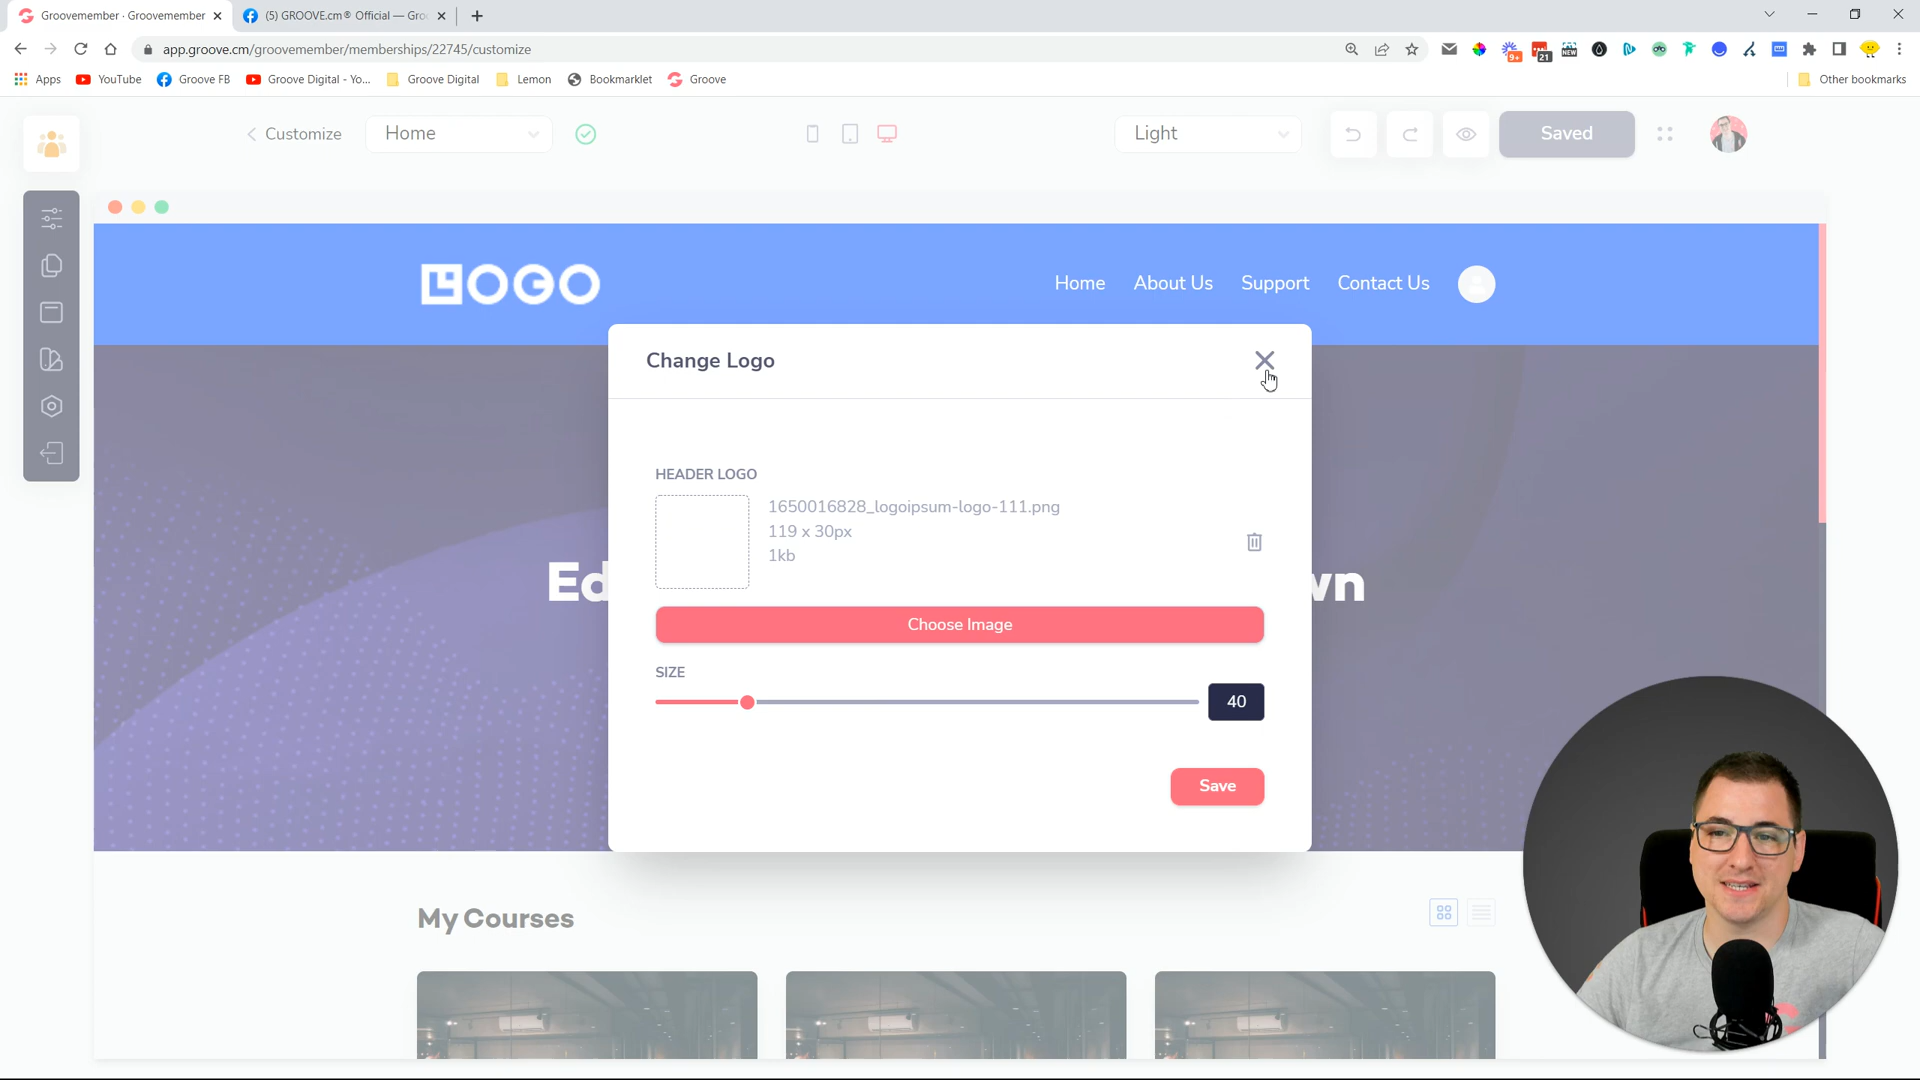 Groovemember · Groovemember
(5) GROOVE.cm® Official — Gro
app.groove.cm/groovemember/memberships/22745/customize
9+
21
NEW
Apps
YouTube
Groove FB
Groove Digital - Yo...
Groove Digital
Lemon
Bookmarklet
Groove
Other bookmarks
Customize
Home
Light
Saved
LOGO
Home
About Us
Support
Contact Us
Change Logo
HEADER LOGO
1650016828_logoipsum-logo-111.png
119 x 30px
1kb
Ed
wn
Choose Image
SIZE
40
Save
My Courses